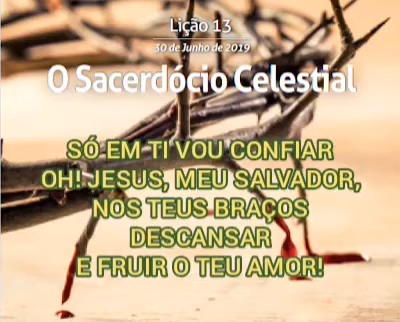 Lição 13
30 de Junho de 2019
O Sacerdócio Celestial
SÓ EM TI VOU CONFIAR
OH! JESUS, MEU SALVADOR,
NOS TEUS BRAÇOS
DESCANSAR
E FRUIR O TEU AMOR!